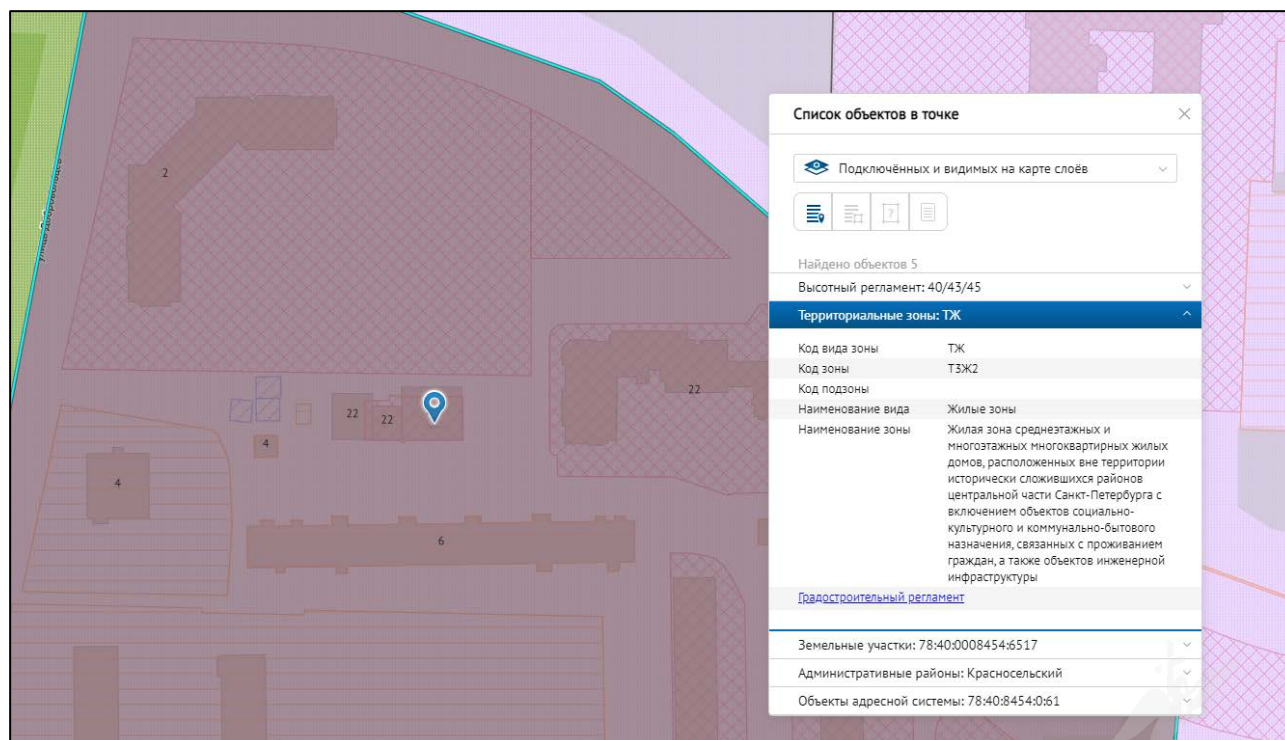 Список объектов в точке
Подключённых и видимых на карте слоёв
Найдено объектов 5
Высотный регламент: 40/43/45
Территориальные зоны: ТЖ
Код вида зоны ТЖ
Код зоны Т3Ж2
Код подзоны
Наименование вида Жилые зоны
Наименование зоны Жилая зона среднеэтажных и
многоэтажных многоквартирных жилых
домов, расположенных вне территории
исторически сложившихся районов
центральной части Санкт-Петербурга с
включением объектов социально-
культурного и коммунально-бытового
назначения, связанных с проживанием
граждан, а также объектов инженерной
инфраструктуры
Градостроительный регламент
Земельные участки: 78:40:0008454:6517
Административные районы: Красносельский
Объекты адресной системы: 78:40:8454:0:61
2
22
22
22
4
4
6